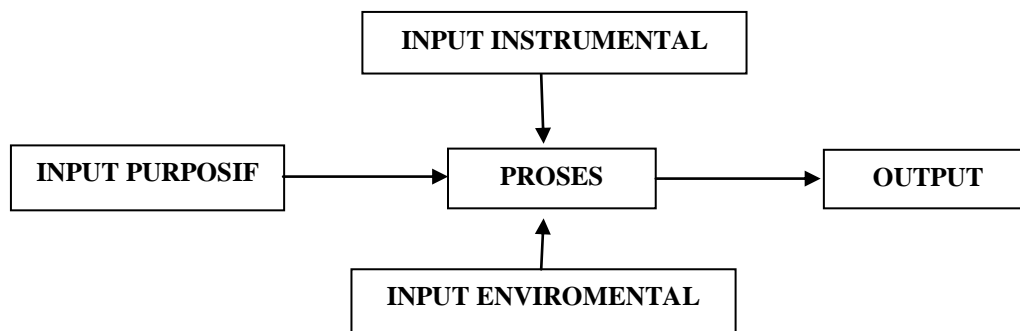 INPUT INSTRUMENTAL
INPUT PURPOSIF
PROSES
OUTPUT
INPUT ENVIROMENTAL